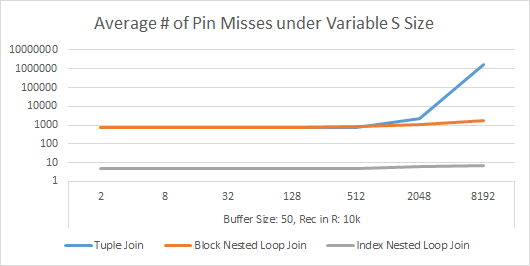 Average # of Pin Misses under Variable S Size
10000000
1000000
100000
10000
1000
100
10
1
2 8 32 128 512 2048 8192
Buffer Size: 50, Rec in R: 10k
Tuple Join Block Nested Loop Join Index Nested Loop Join